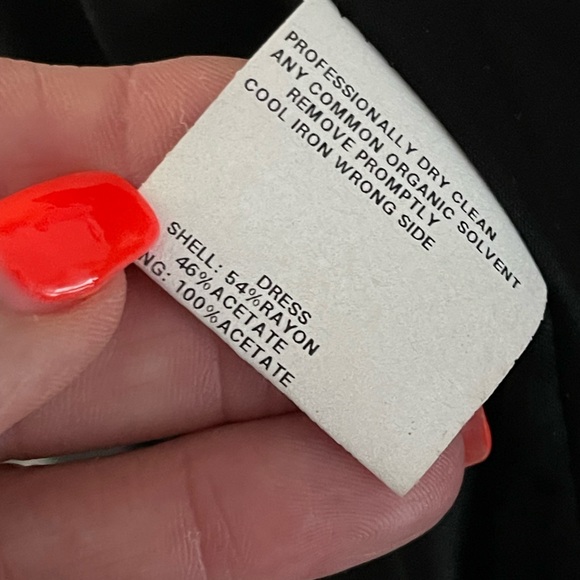 PROFESSIONALLY DRY CLEAN
ANY COMMON ORGANIC SOLVENT
REMOVE PROMPTLY
COOL IRON WRONG SIDE
DRESS
SHELL: 54%RAYON
46%ACETATE
NG: 100%ACETATE